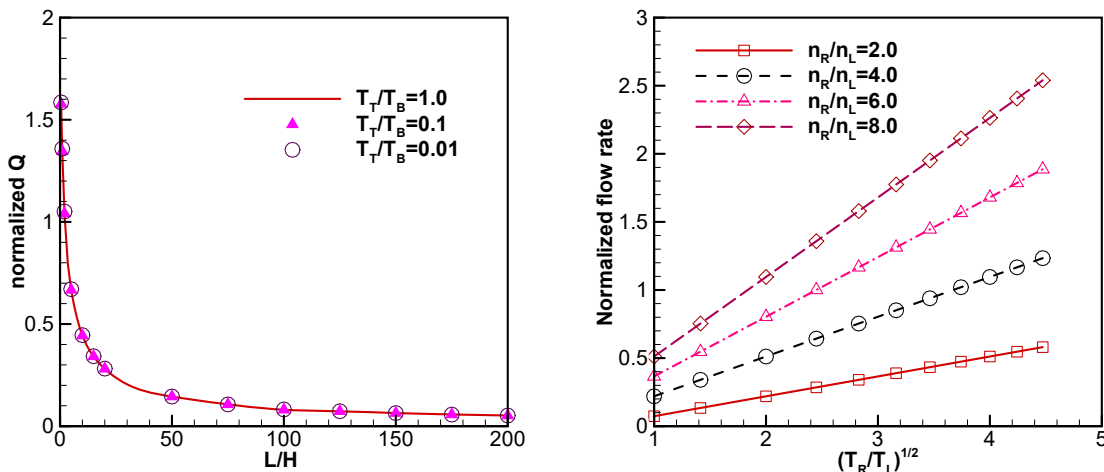 normalized Q
2
1.5
1
0.5
0
T_T/T_B=1.0
T_T/T_B=0.1
T_T/T_B=0.01
0 50 100 150 200
L/H
Normalized flow rate
3
2.5
2
1.5
1
0.5
0
n_R/n_L=2.0
n_R/n_L=4.0
n_R/n_L=6.0
n_R/n_L=8.0
1 2 3 4 5
(T_R/T_L)^{1/2}